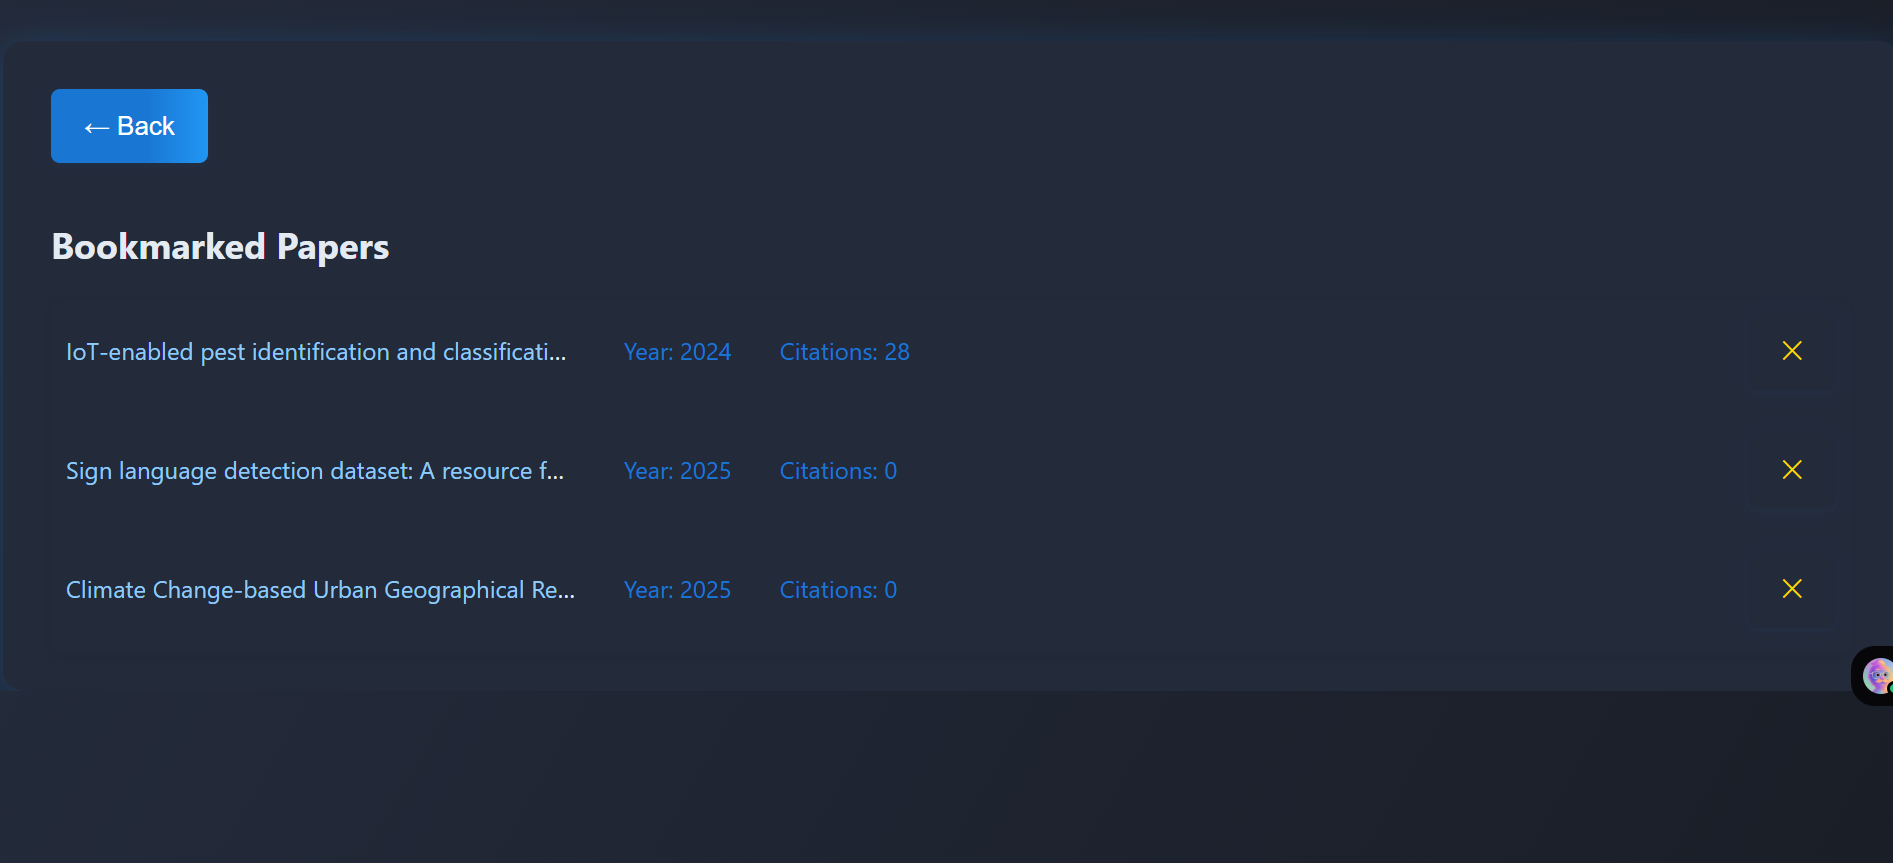 ← Back
Bookmarked Papers
IoT-enabled pest identification and classificati... Year: 2024 Citations: 28
Sign language detection dataset: A resource f... Year: 2025 Citations: 0
Climate Change-based Urban Geographical Re... Year: 2025 Citations: 0